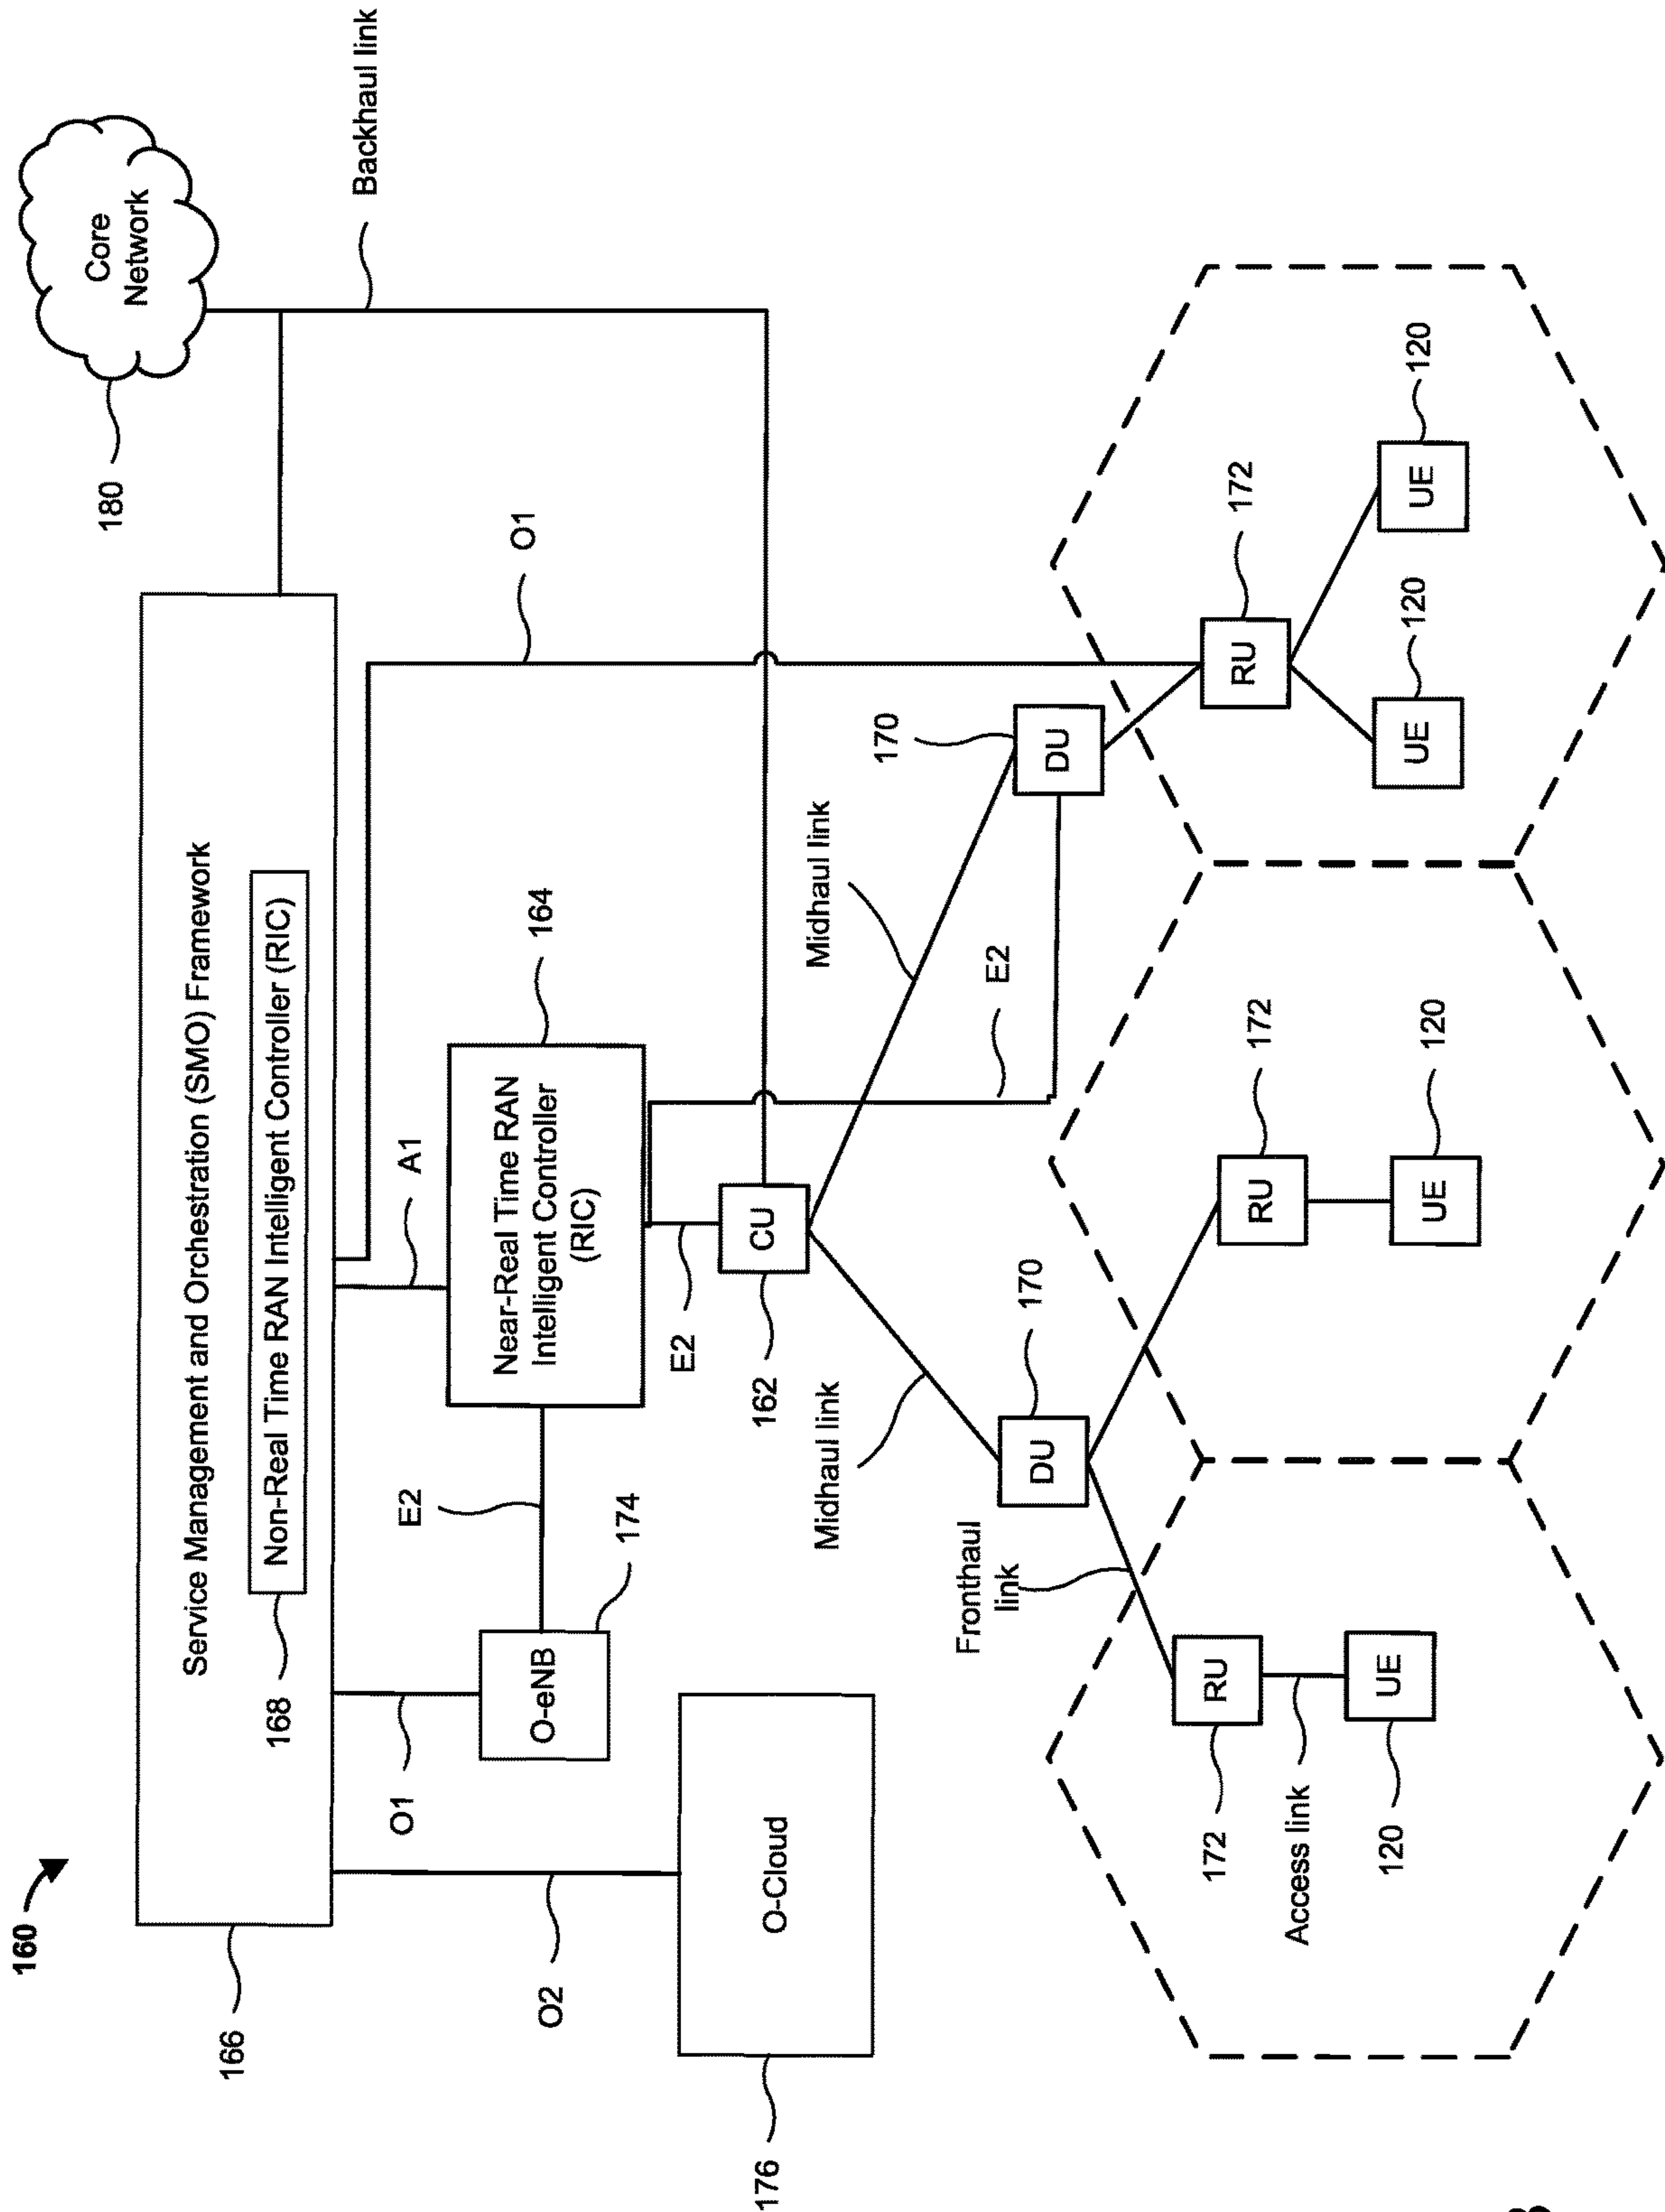 160
Core
Network
180
Backhaul link
166
Service Management and Orchestration (SMO) Framework
168
Non-Real Time RAN Intelligent Controller (RIC)
O1
A1
O1
O2
E2
Near-Real Time RAN
Intelligent Controller
(RIC)
164
O-eNB
174
E2
O-Cloud
176
162
CU
Midhaul link
Midhaul link
170
E2
DU
170
DU
Fronthaul
link
172
RU
172
RU
172
RU
Access link
120
UE
120
UE
120
UE
120
UE